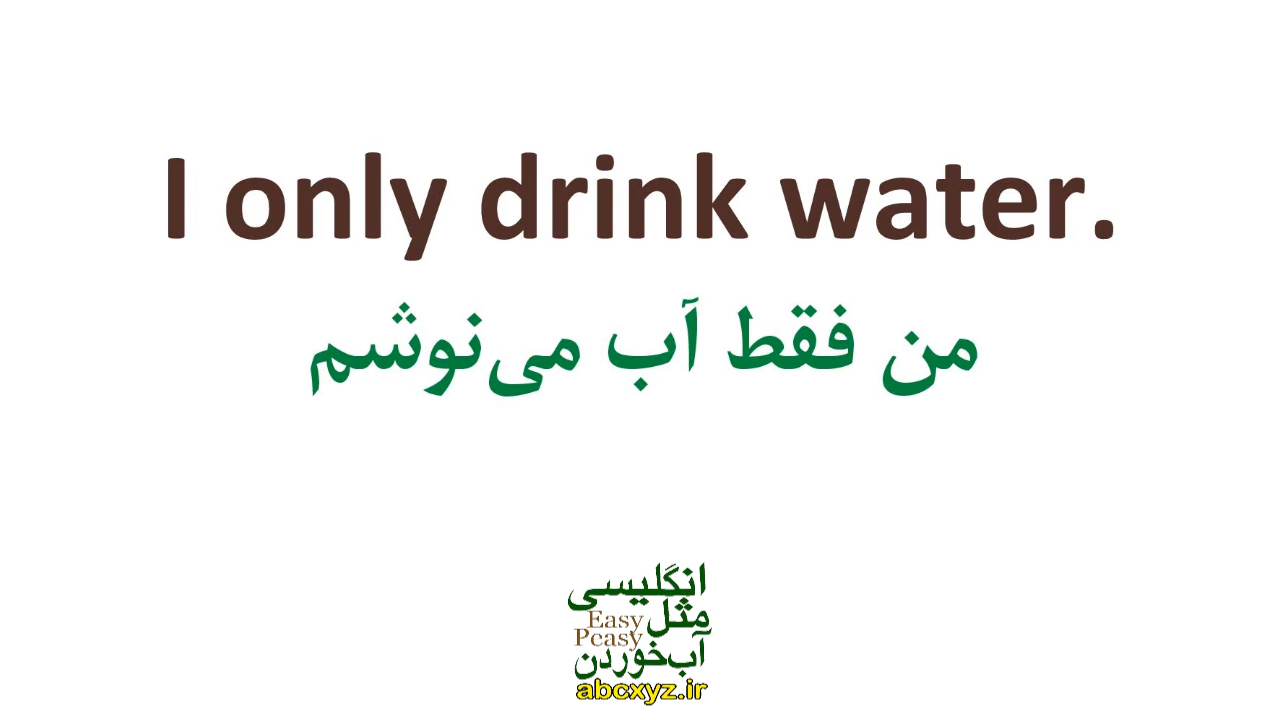 I only drink water.
من فقط آب می‌نوشم
انگلیسی
مثل
Easy
Peasy
آب‌خوردن
abcxyz.ir